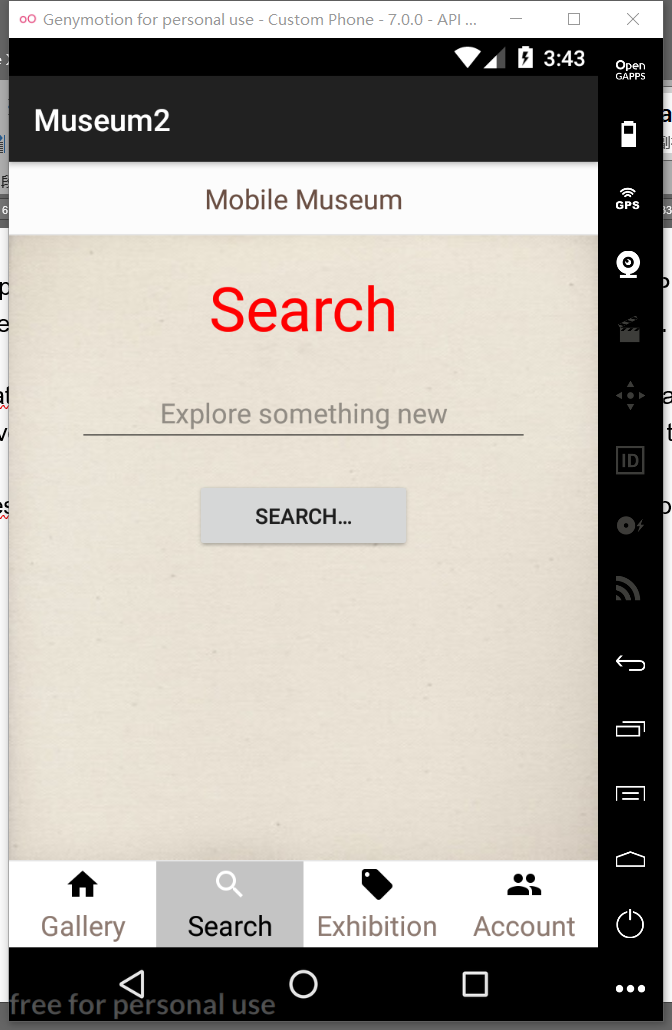 Genymotion for personal use - Custom Phone - 7.0.0 - API ...
3:43
Open
GAPPS
Museum2
GPS
Mobile Museum
Search
Explore something new
SEARCH…
ID
Gallery
Search
Exhibition
Account
free for personal use